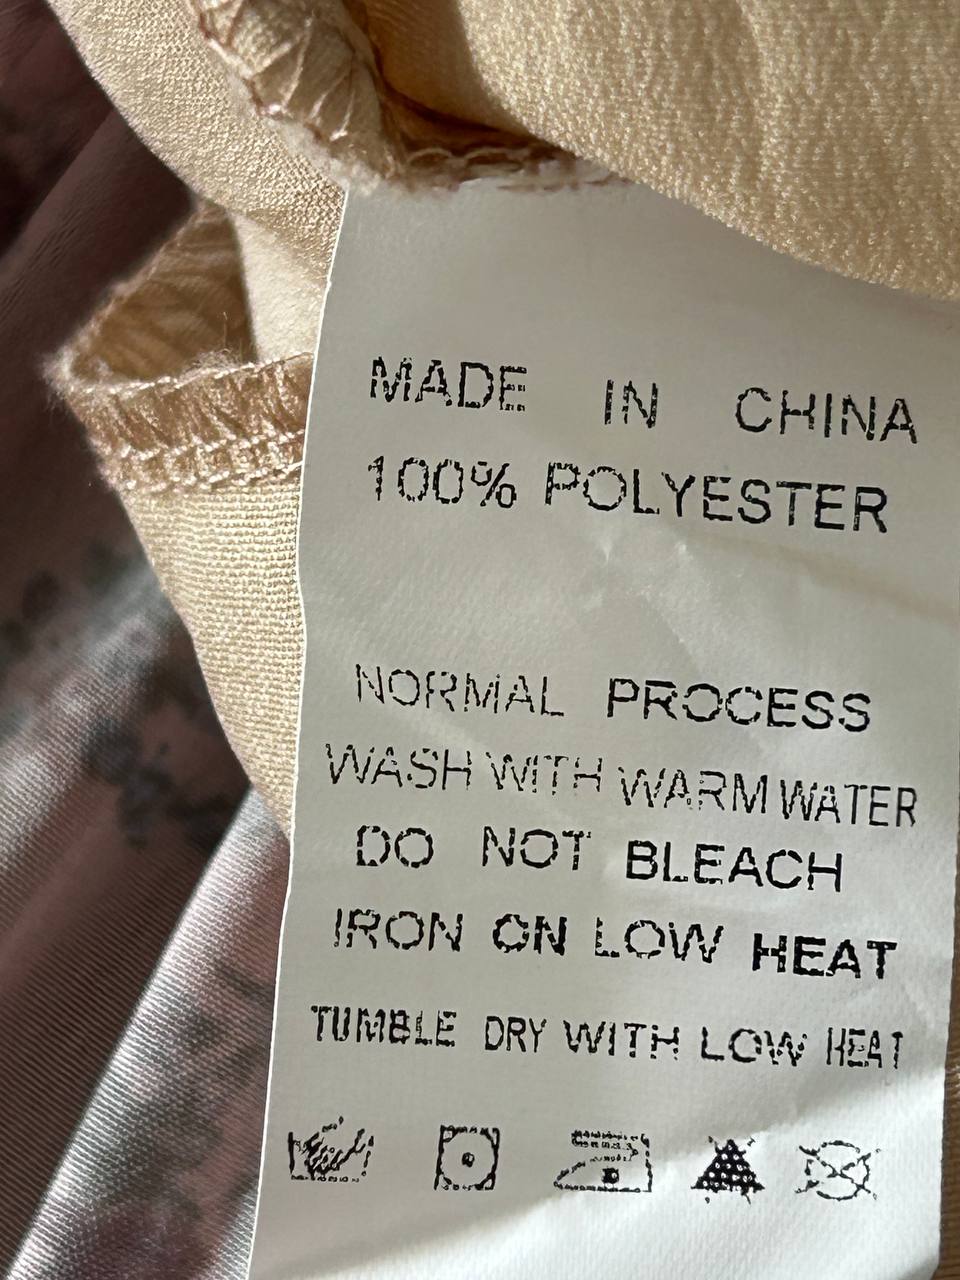 MADE IN CHINA
100% POLYESTER
NORMAL PROCESS
WASH WITH WARM WATER
DO NOT BLEACH
IRON ON LOW HEAT
TUMBLE DRY WITH LOW HEAT